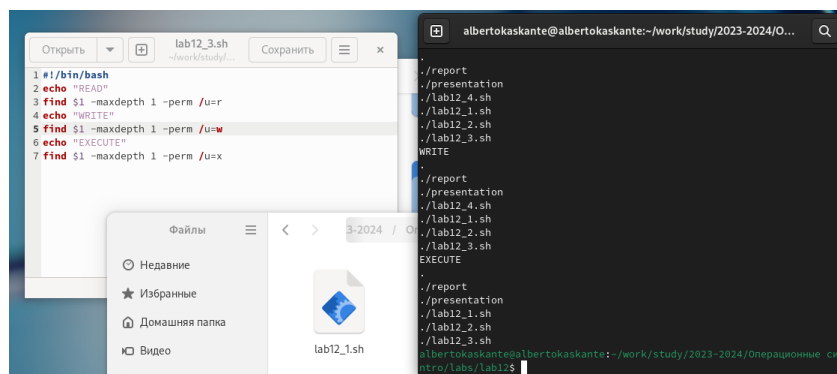 Открыть
lab12_3.sh
~/work/study/...
Сохранить
1 #!/bin/bash
2 echo "READ"
3 find $1 -maxdepth 1 -perm /u=r
4 echo "WRITE"
5 find $1 -maxdepth 1 -perm /u=w
6 echo "EXECUTE"
7 find $1 -maxdepth 1 -perm /u=x
Файлы
3-2024 / Оп
Недавние
Избранные
Домашняя папка
Видео
lab12_1.sh
albertokaskante@albertokaskante:~/work/study/2023-2024/О...
.
./report
./presentation
./lab12_4.sh
./lab12_1.sh
./lab12_2.sh
./lab12_3.sh
WRITE
.
./report
./presentation
./lab12_4.sh
./lab12_1.sh
./lab12_2.sh
./lab12_3.sh
EXECUTE
.
./report
./presentation
./lab12_1.sh
./lab12_2.sh
./lab12_3.sh
albertokaskante@albertokaskante:~/work/study/2023-2024/Операционные си
ntro/labs/lab12$